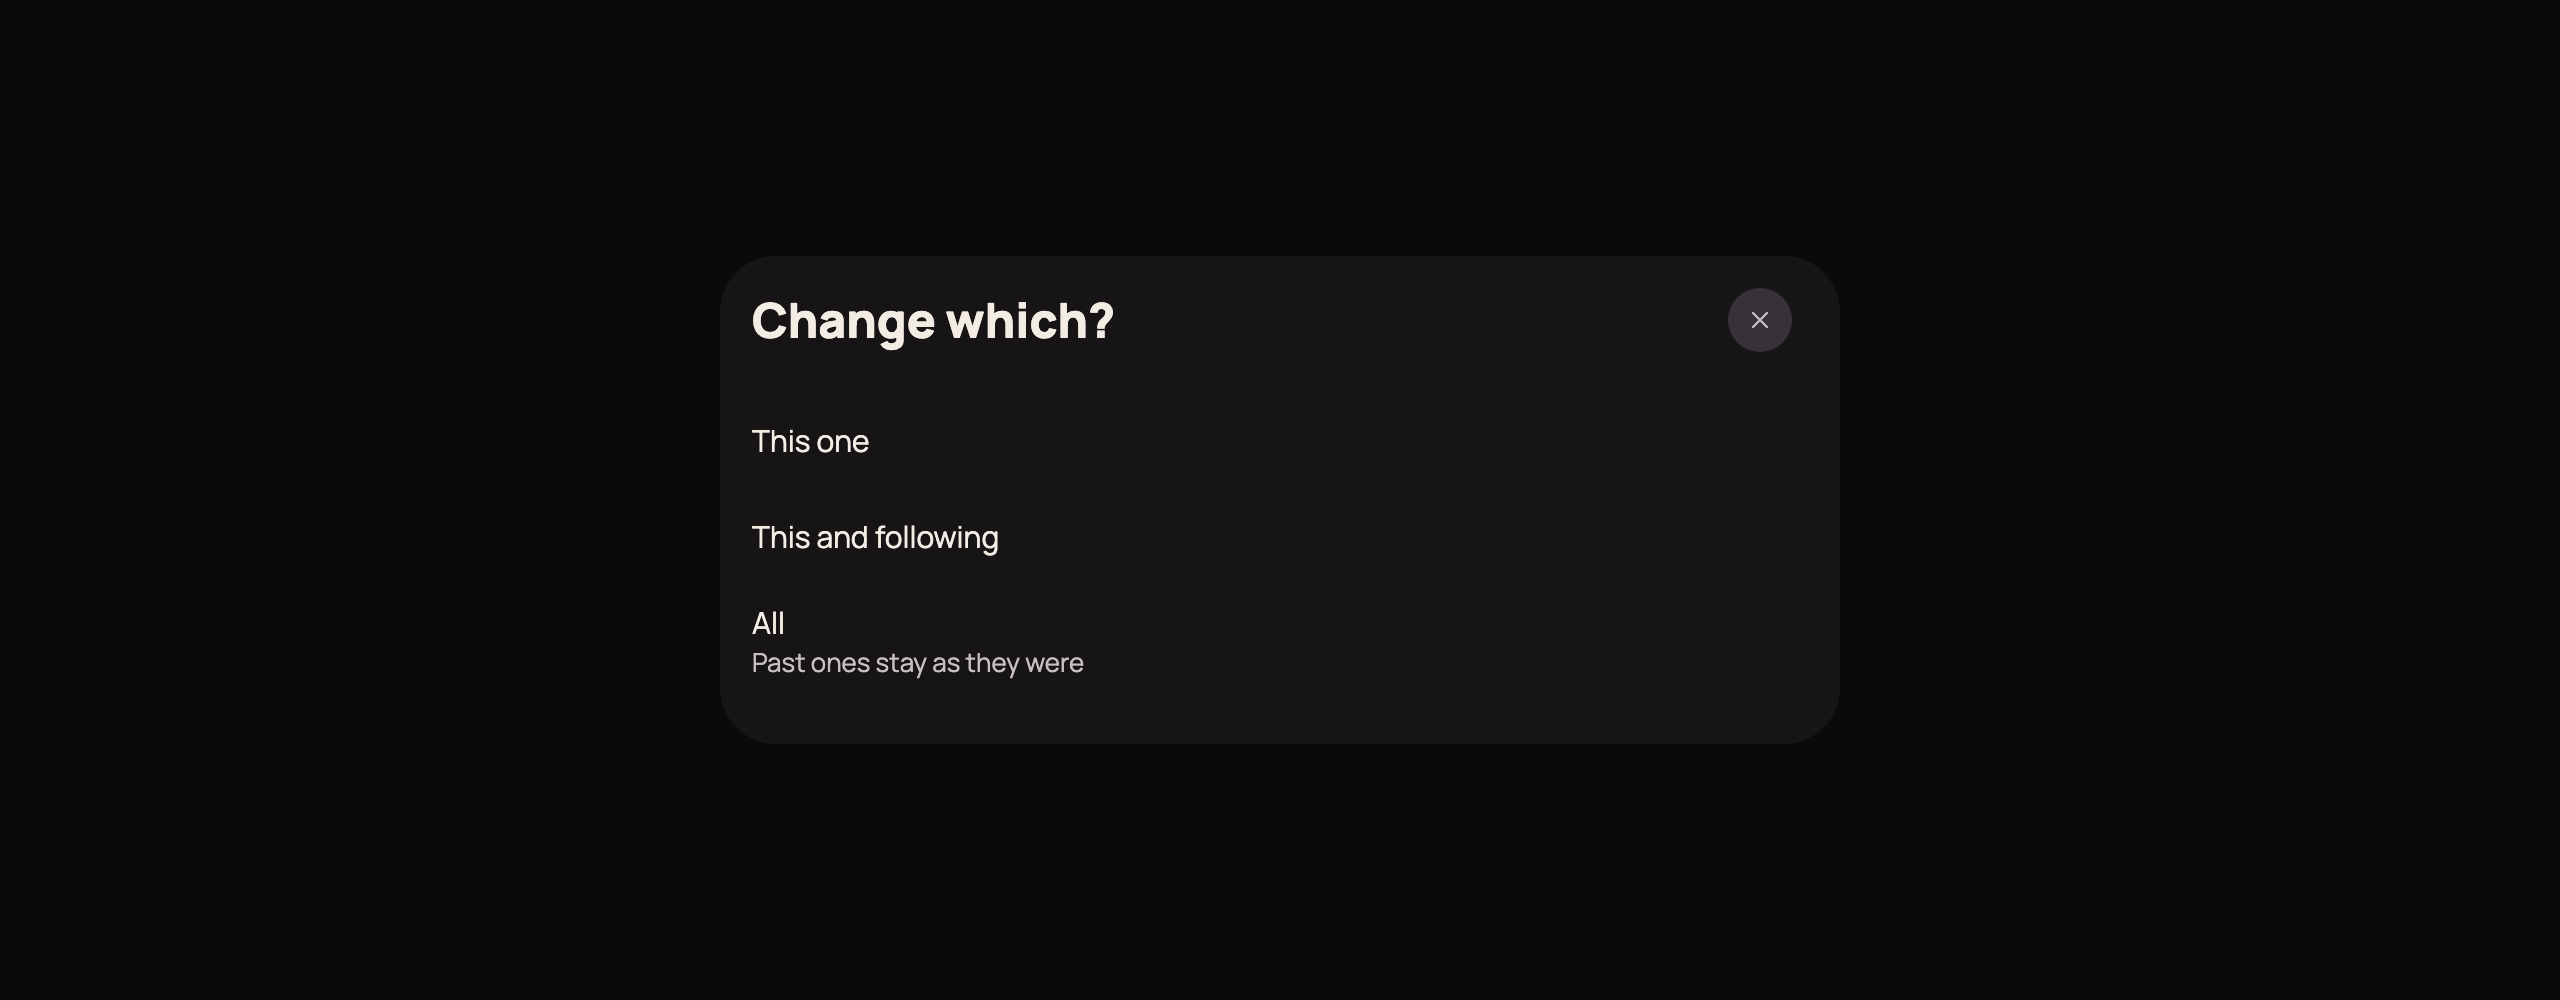 Change which?
This one
This and following
All
Past ones stay as they were